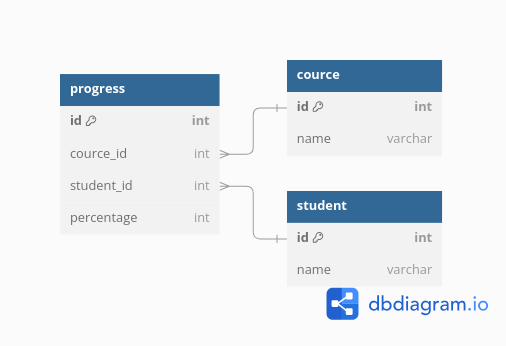 progress
id int
cource_id int
student_id int
percentage int
cource
id int
name varchar
student
id int
name varchar
dbdiagram.io